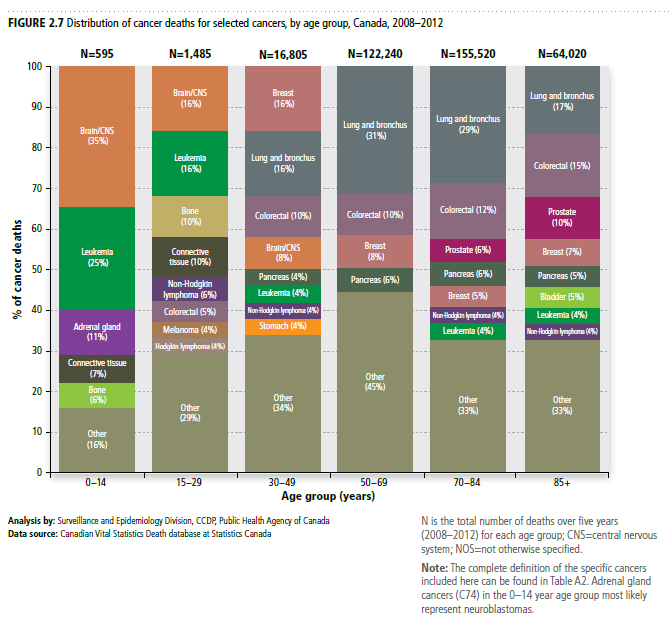 FIGURE 2.7 Distribution of cancer deaths for selected cancers, by age group, Canada, 2008–2012
N=595
N=1,485
N=16,805
N=122,240
N=155,520
N=64,020
% of cancer deaths
100
90
80
70
60
50
40
30
20
10
0
Brain/CNS
(35%)
Leukemia
(25%)
Adrenal gland
(11%)
Connective tissue
(7%)
Bone
(6%)
Other
(16%)
Brain/CNS
(16%)
Leukemia
(16%)
Bone
(10%)
Connective
tissue (10%)
Non-Hodgkin
lymphoma (6%)
Colorectal (5%)
Melanoma (4%)
Hodgkin lymphoma (4%)
Other
(29%)
Breast
(16%)
Lung and bronchus
(16%)
Colorectal (10%)
Brain/CNS
(8%)
Pancreas (4%)
Leukemia (4%)
Non-Hodgkin lymphoma (4%)
Stomach (4%)
Other
(34%)
Lung and bronchus
(31%)
Colorectal (10%)
Breast
(8%)
Pancreas (6%)
Other
(45%)
Lung and bronchus
(29%)
Colorectal (12%)
Prostate (6%)
Pancreas (6%)
Breast (5%)
Non-Hodgkin lymphoma (4%)
Leukemia (4%)
Other
(33%)
Lung and bronchus
(17%)
Colorectal (15%)
Prostate
(10%)
Breast (7%)
Pancreas (5%)
Bladder (5%)
Leukemia (4%)
Non-Hodgkin lymphoma (4%)
Other
(33%)
0–14
15–29
30–49
50–69
70–84
85+
Age group (years)
Analysis by: Surveillance and Epidemiology Division, CCDP, Public Health Agency of Canada
Data source: Canadian Vital Statistics Death database at Statistics Canada
N is the total number of deaths over five years
(2008–2012) for each age group; CNS=central nervous
system; NOS=not otherwise specified.
Note: The complete definition of the specific cancers
included here can be found in Table A2. Adrenal gland
cancers (C74) in the 0–14 year age group most likely
represent neuroblastomas.